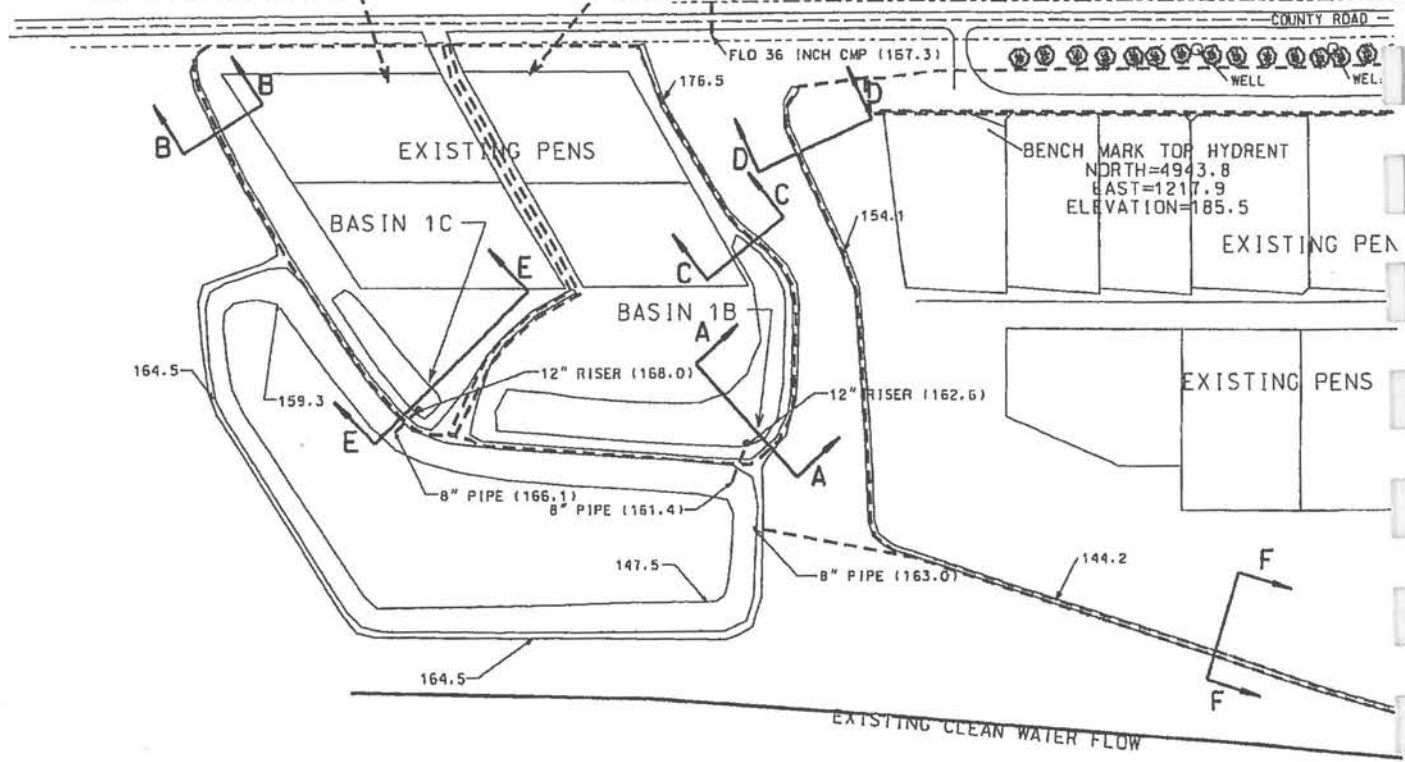 COUNTY ROAD
FLO 36 INCH CMP (167.3)
176.5
WELL
WEL
B
B
D
D
EXISTING PENS
BENCH MARK TOP HYDRENT
NORTH=4943.8
EAST=1217.9
ELEVATION=185.5
C
C
BASIN 1C
154.1
EXISTING PEN
E
E
BASIN 1B
A
A
164.5
159.3
12" RISER (168.0)
12" RISER (162.6)
EXISTING PENS
8" PIPE (166.1)
8" PIPE (161.4)
147.5
8" PIPE (163.0)
144.2
F
F
164.5
EXISTING CLEAN WATER FLOW